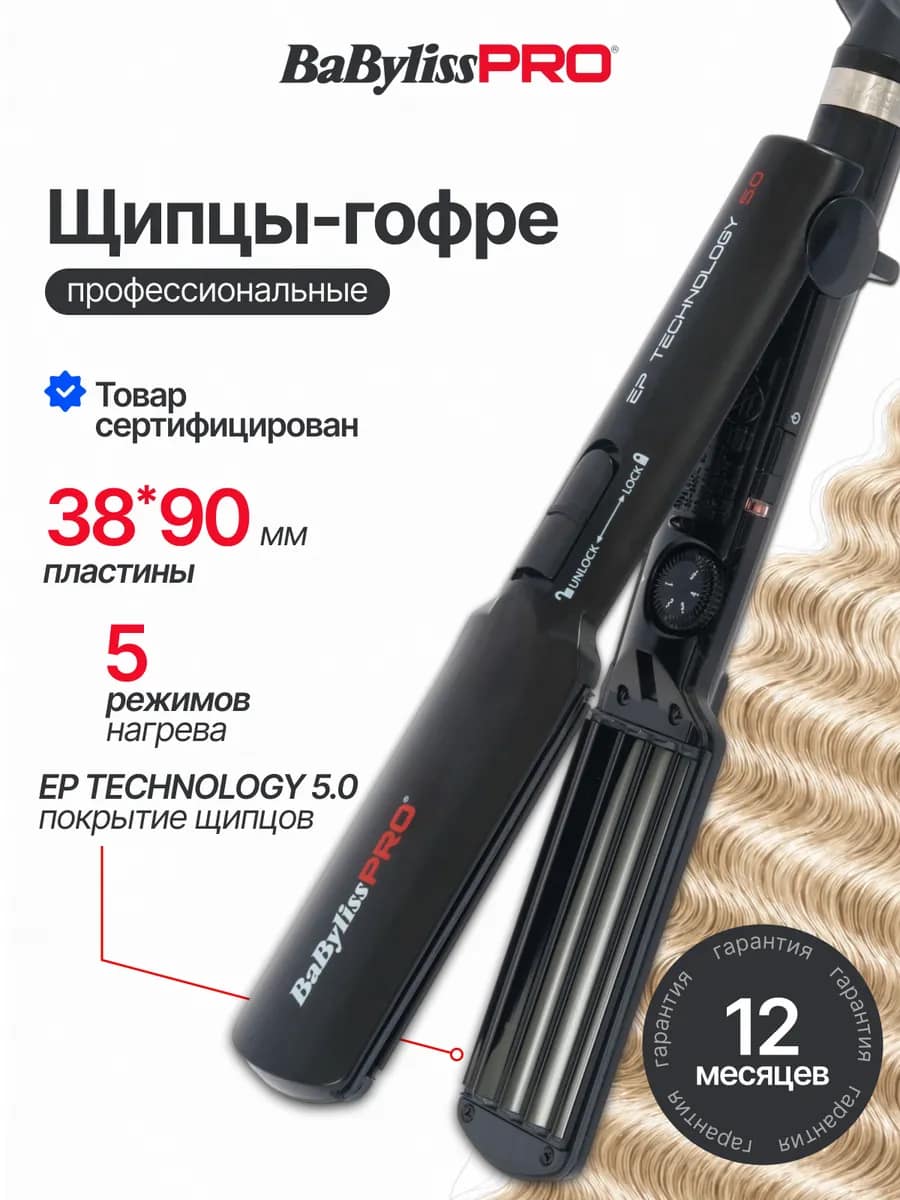 BaBylissPRO®
Щипцы-гофре
профессиональные
Товар
сертифицирован
38*90 мм
пластины
5
режимов
нагрева
EP TECHNOLOGY 5.0
покрытие щипцов
EP TECHNOLOGY 5.0
LOCK
UNLOCK
BaBylissPRO®
гарантия
гарантия
гарантия
гарантия
гарантия
12
месяцев